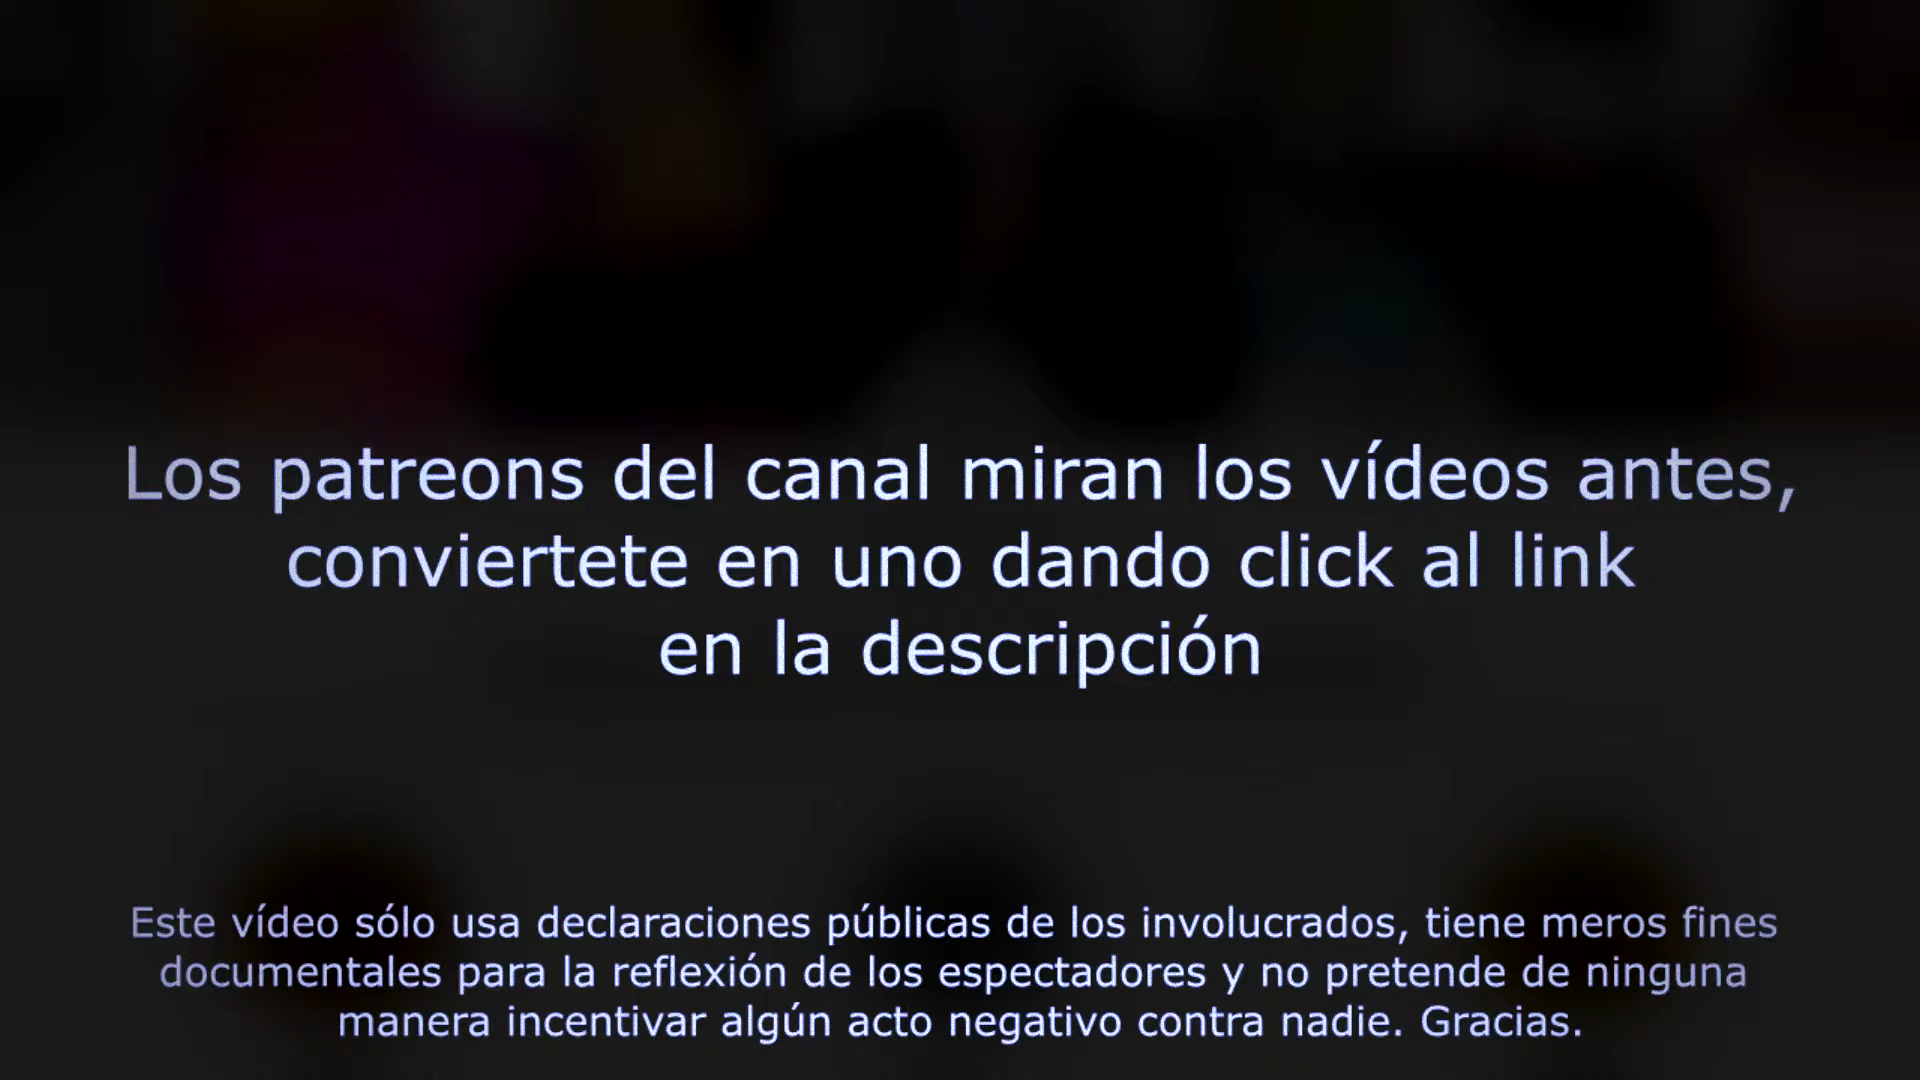 Los patreons del canal miran los vídeos antes,
conviertete en uno dando click al link
en la descripción
Este vídeo sólo usa declaraciones públicas de los involucrados, tiene meros fines
documentales para la reflexión de los espectadores y no pretende de ninguna
manera incentivar algún acto negativo contra nadie. Gracias.